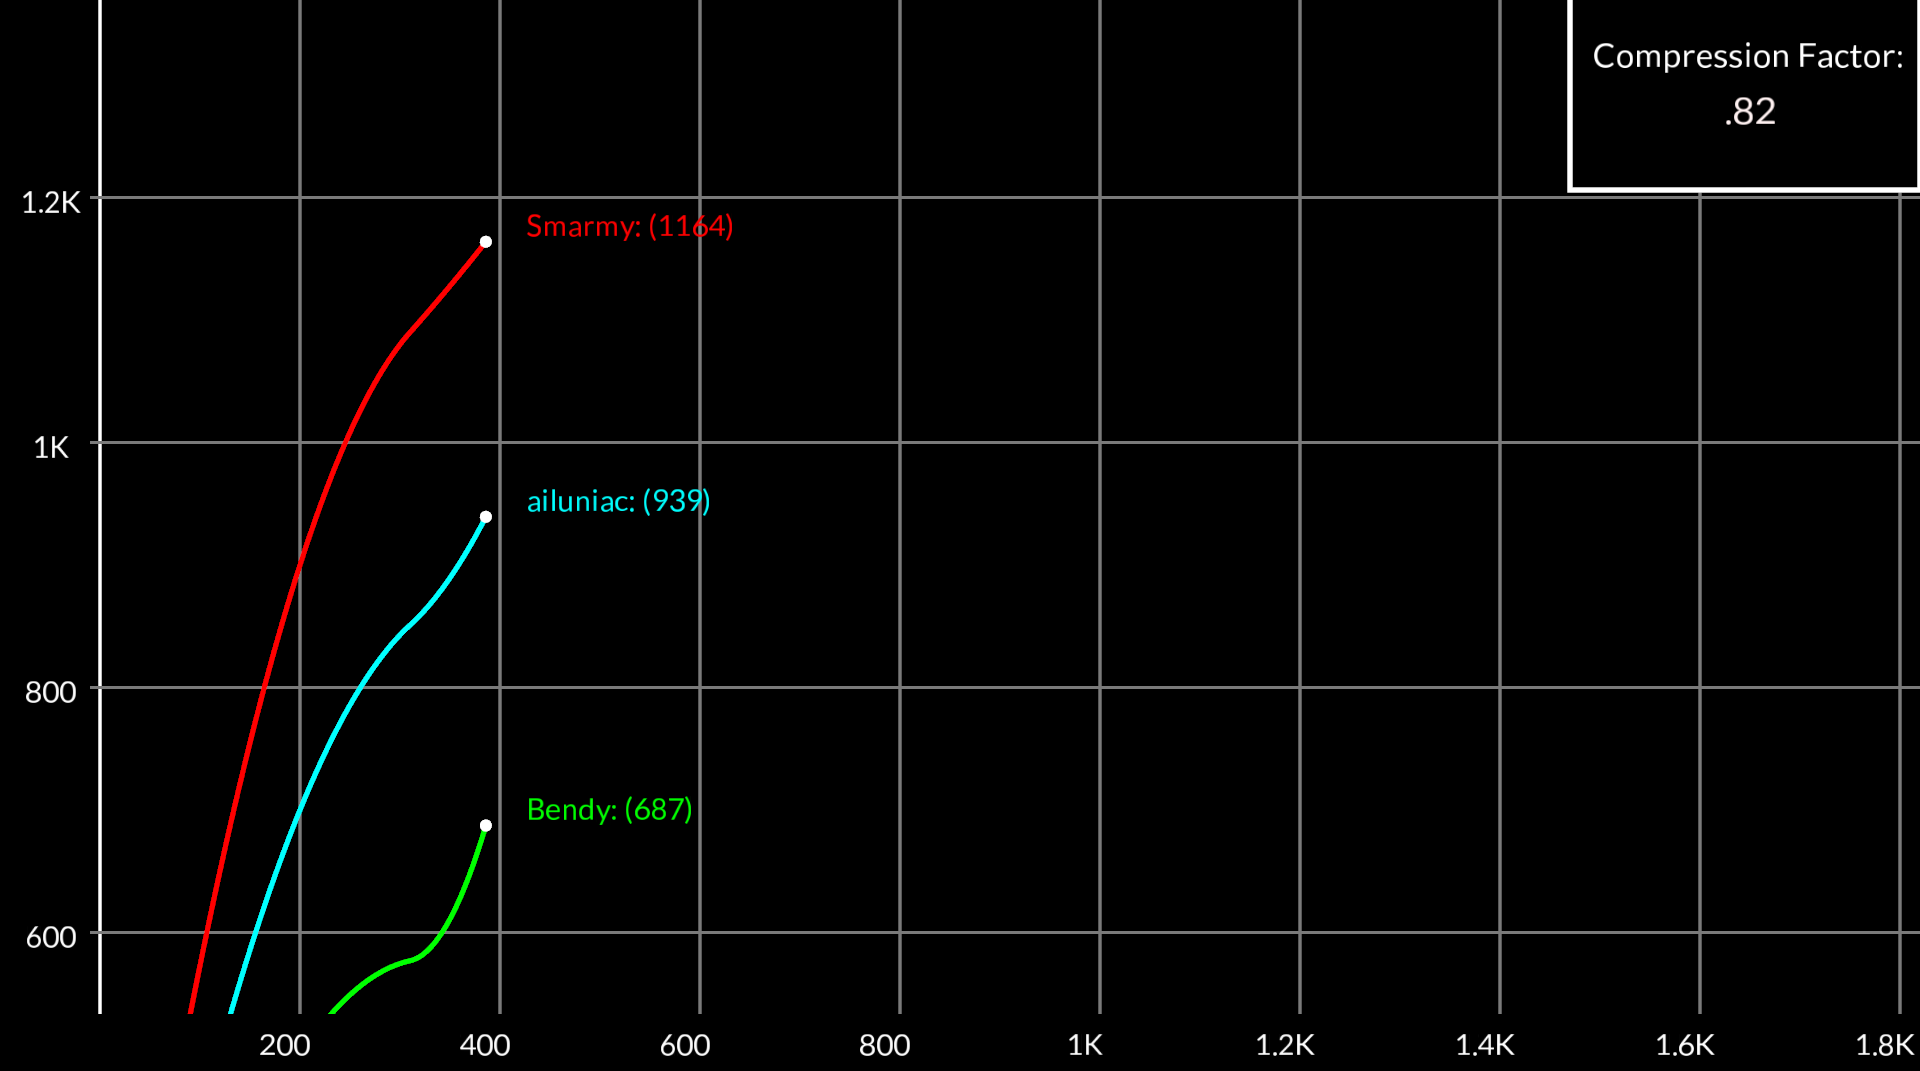 Compression Factor:
.82
1.2K
Smarmy: (1164)
1K
ailuniac: (939)
800
Bendy: (687)
600
200 400 600 800 1K 1.2K 1.4K 1.6K 1.8K